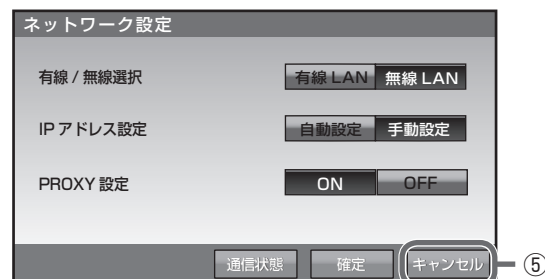 ネットワーク設定
有線 / 無線選択 有線 LAN 無線 LAN
IP アドレス設定 自動設定 手動設定
PROXY 設定 ON OFF
通信状態 確定 キャンセル ⑤